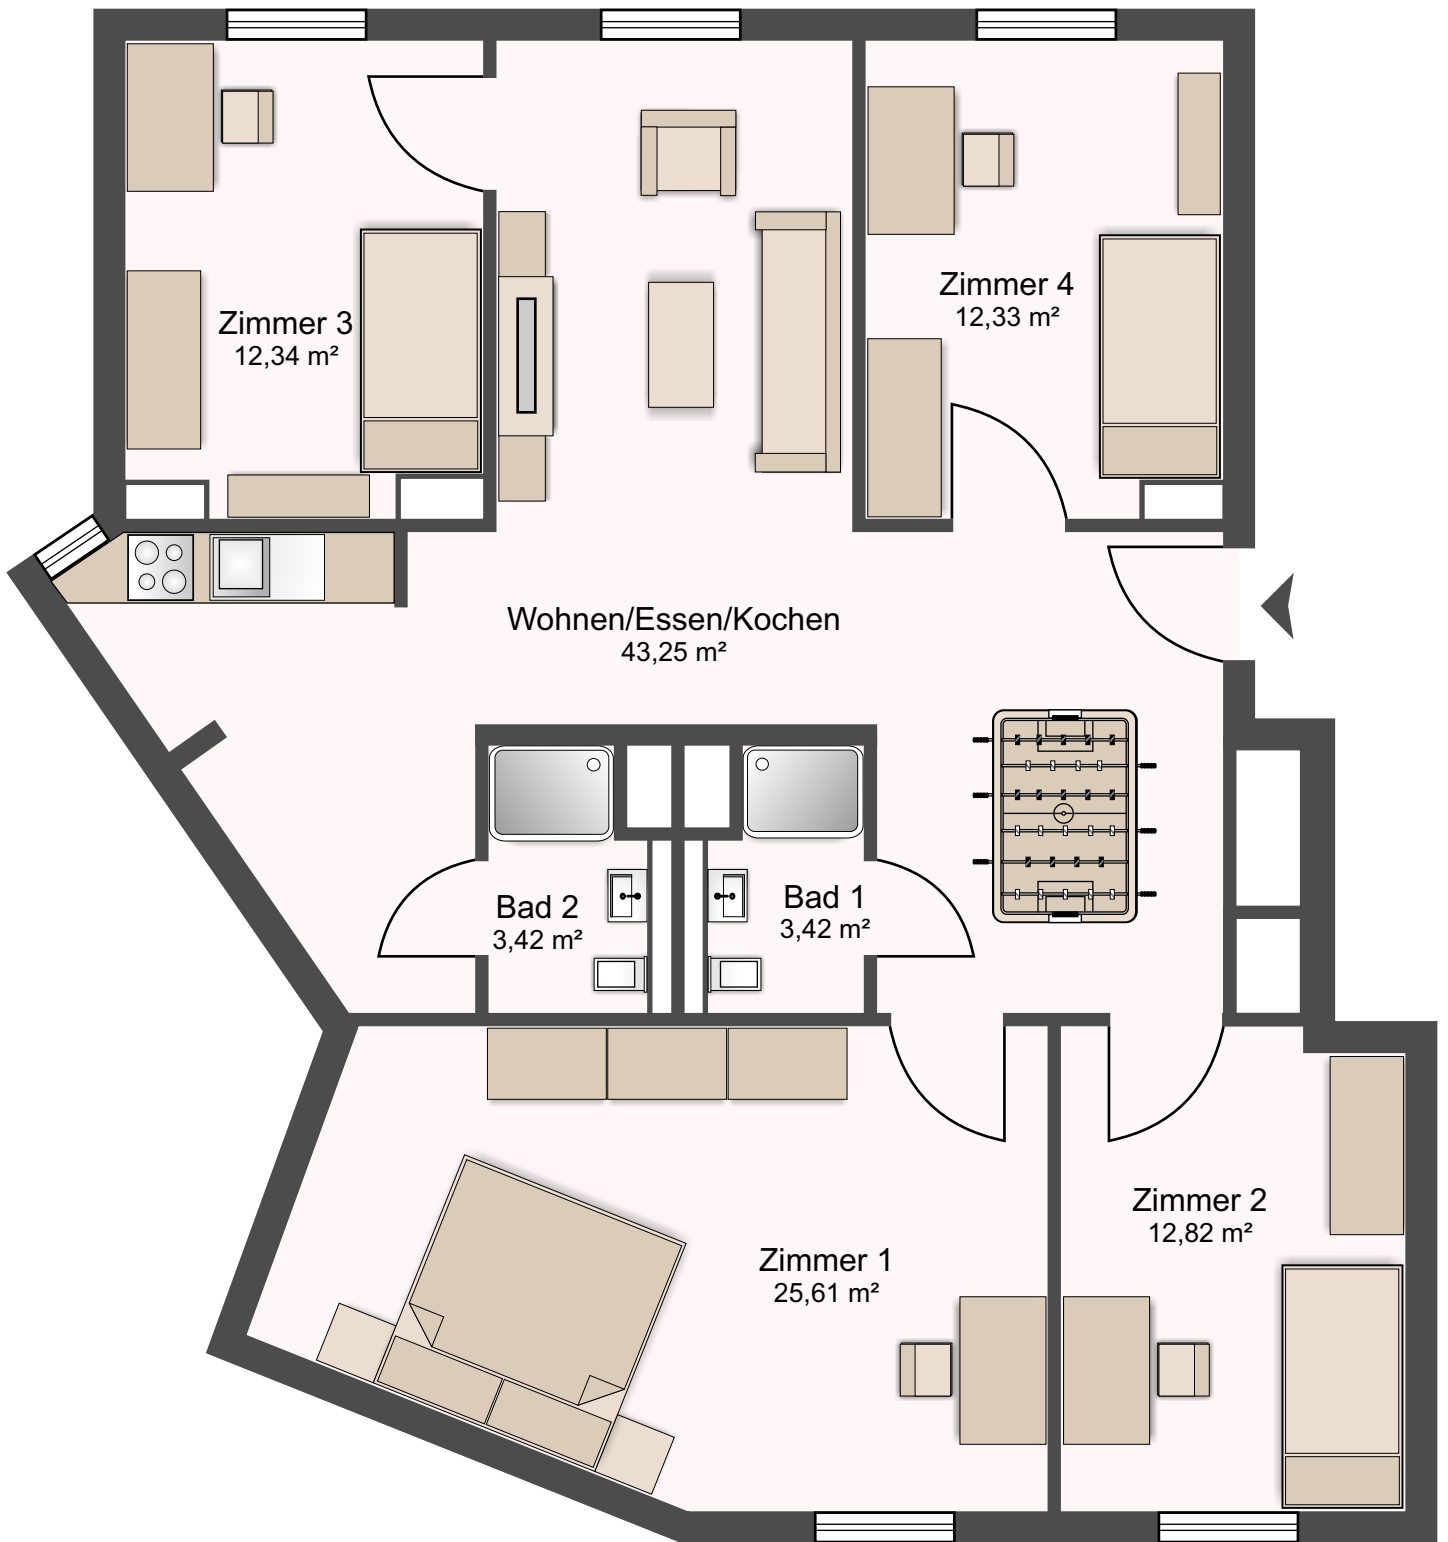 Zimmer 3
12,34 m²
Zimmer 4
12,33 m²
Wohnen/Essen/Kochen
43,25 m²
Bad 2
3,42 m²
Bad 1
3,42 m²
Zimmer 1
25,61 m²
Zimmer 2
12,82 m²